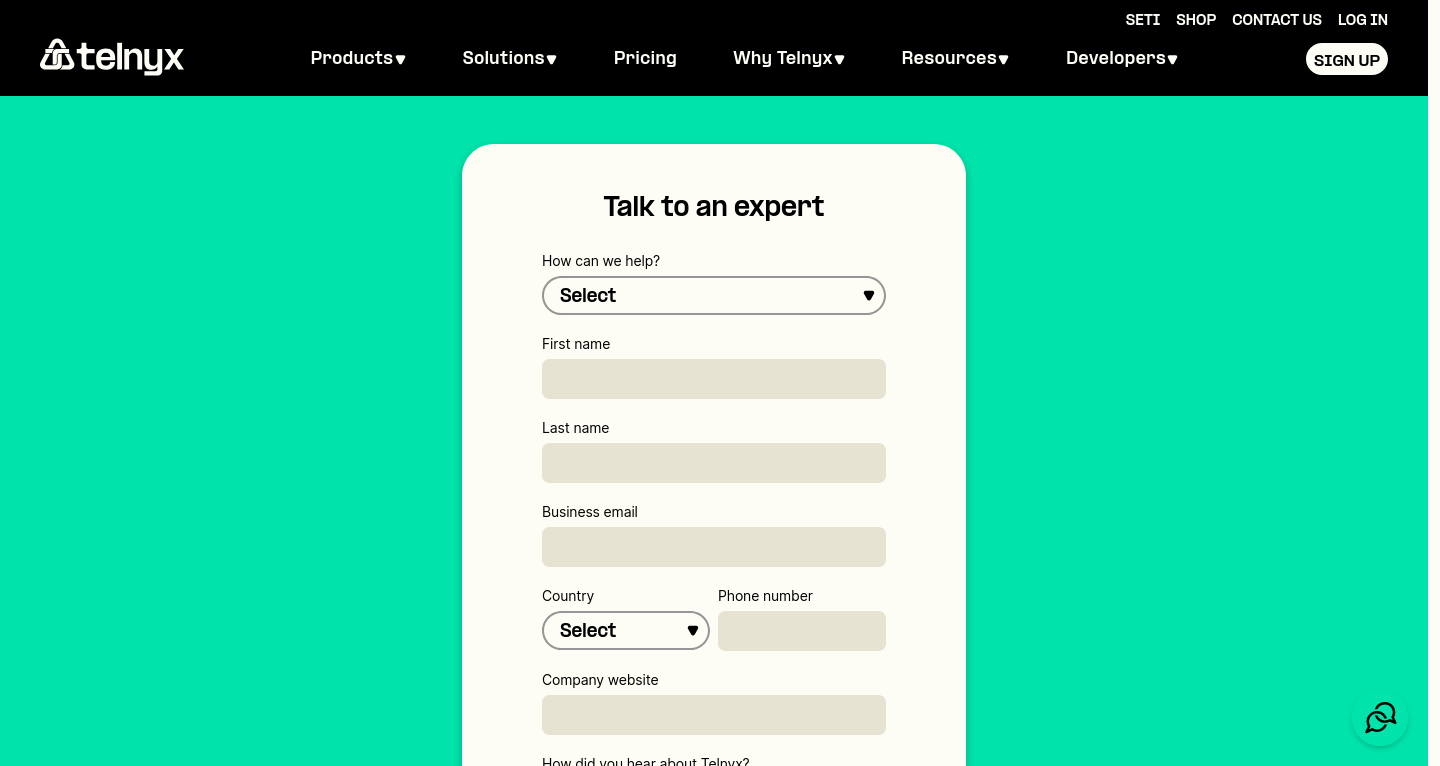 SETI SHOP CONTACT US LOG IN
telnyx Products Solutions Pricing Why Telnyx Resources Developers SIGN UP
Talk to an expert
How can we help?
Select
First name
Last name
Business email
Country Phone number
Select
Company website
How did you hear about Telnyx?